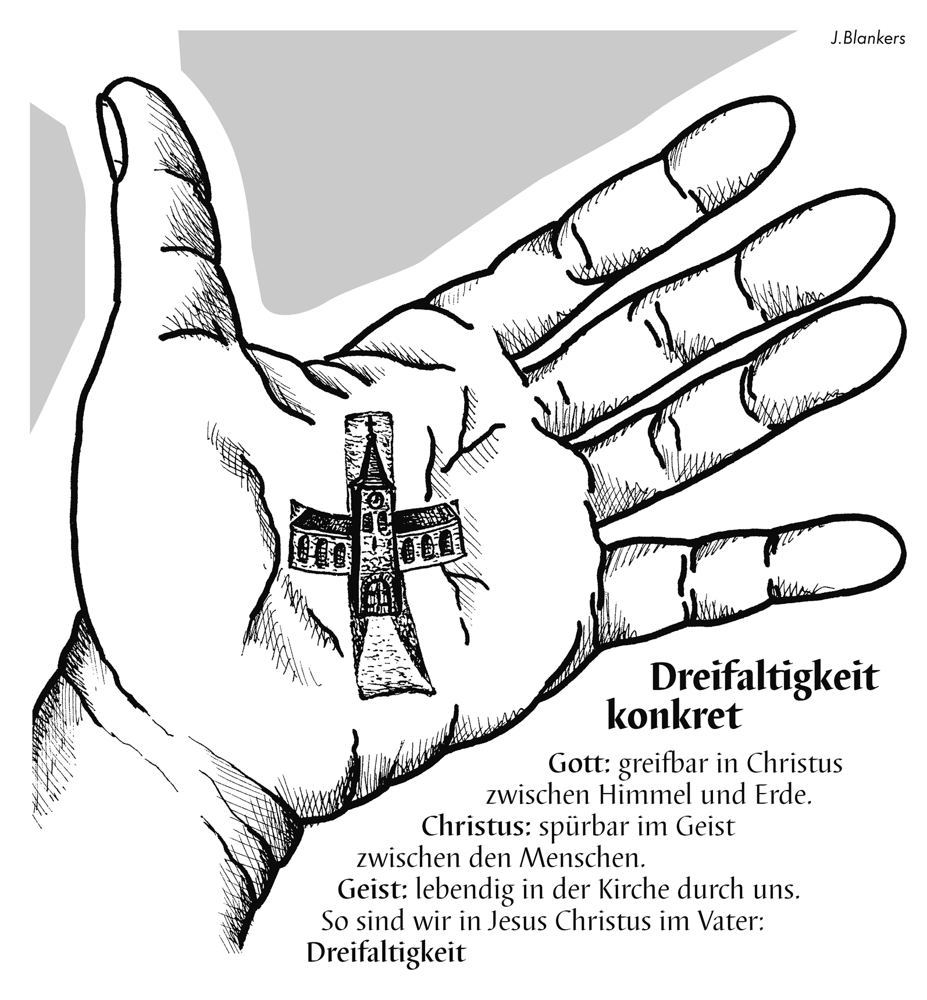 J.Blankers
Dreifaltigkeit
konkret
Gott: greifbar in Christus
zwischen Himmel und Erde.
Christus: spürbar im Geist
zwischen den Menschen.
Geist: lebendig in der Kirche durch uns.
So sind wir in Jesus Christus im Vater:
Dreifaltigkeit